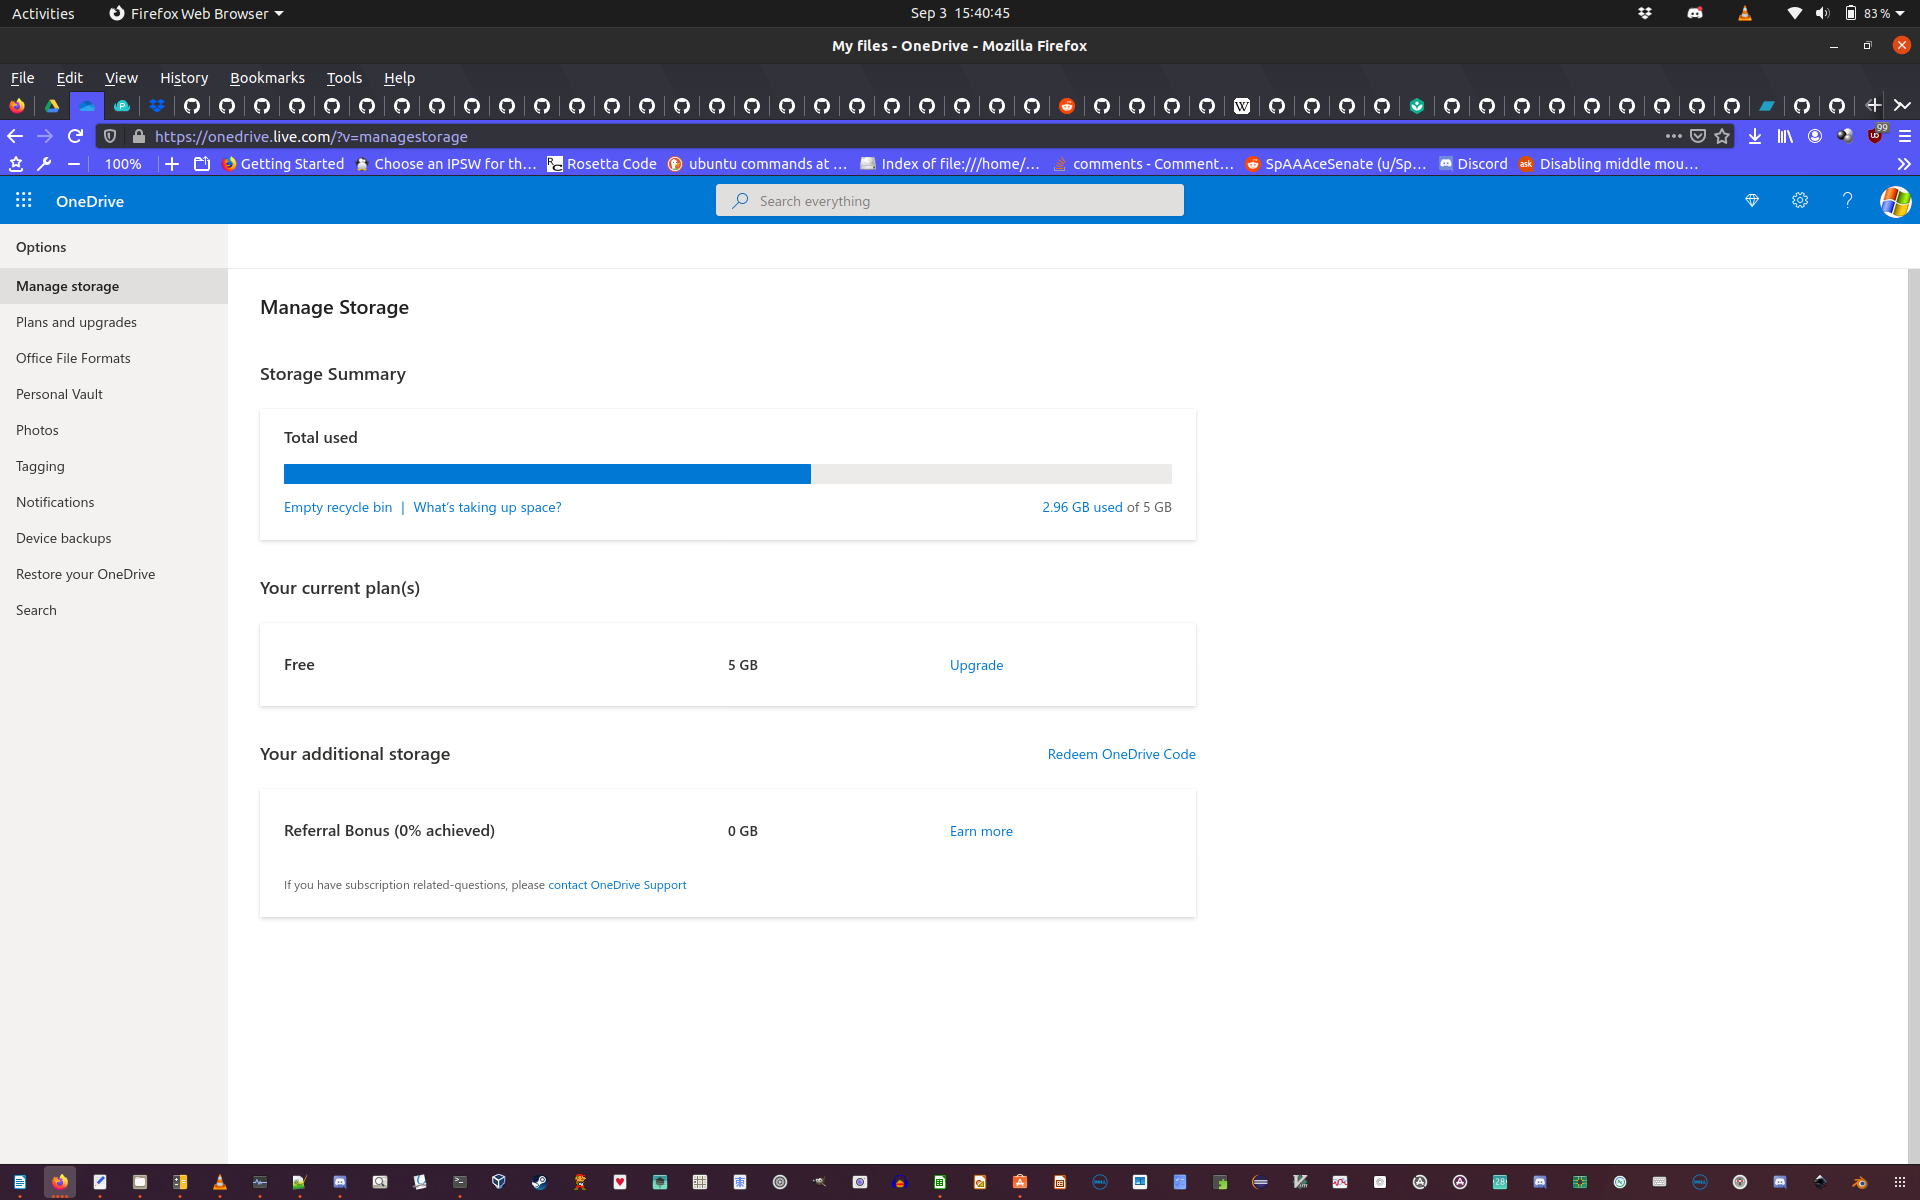 Activities Firefox Web Browser Sep 3 15:40:45 83 %
My files - OneDrive - Mozilla Firefox
File Edit View History Bookmarks Tools Help
https://onedrive.live.com/?v=managestorage 99
100% Getting Started Choose an IPSW for th... Rosetta Code ubuntu commands at ... Index of file:///home/... comments - Comment... SpAAAceSenate (u/Sp... Discord Disabling middle mou...
OneDrive Search everything
Options
Manage storage
Plans and upgrades
Office File Formats
Personal Vault
Photos
Tagging
Notifications
Device backups
Restore your OneDrive
Search
Manage Storage
Storage Summary
Total used
Empty recycle bin | What's taking up space? 2.96 GB used of 5 GB
Your current plan(s)
Free 5 GB Upgrade
Your additional storage Redeem OneDrive Code
Referral Bonus (0% achieved) 0 GB Earn more
If you have subscription related-questions, please contact OneDrive Support